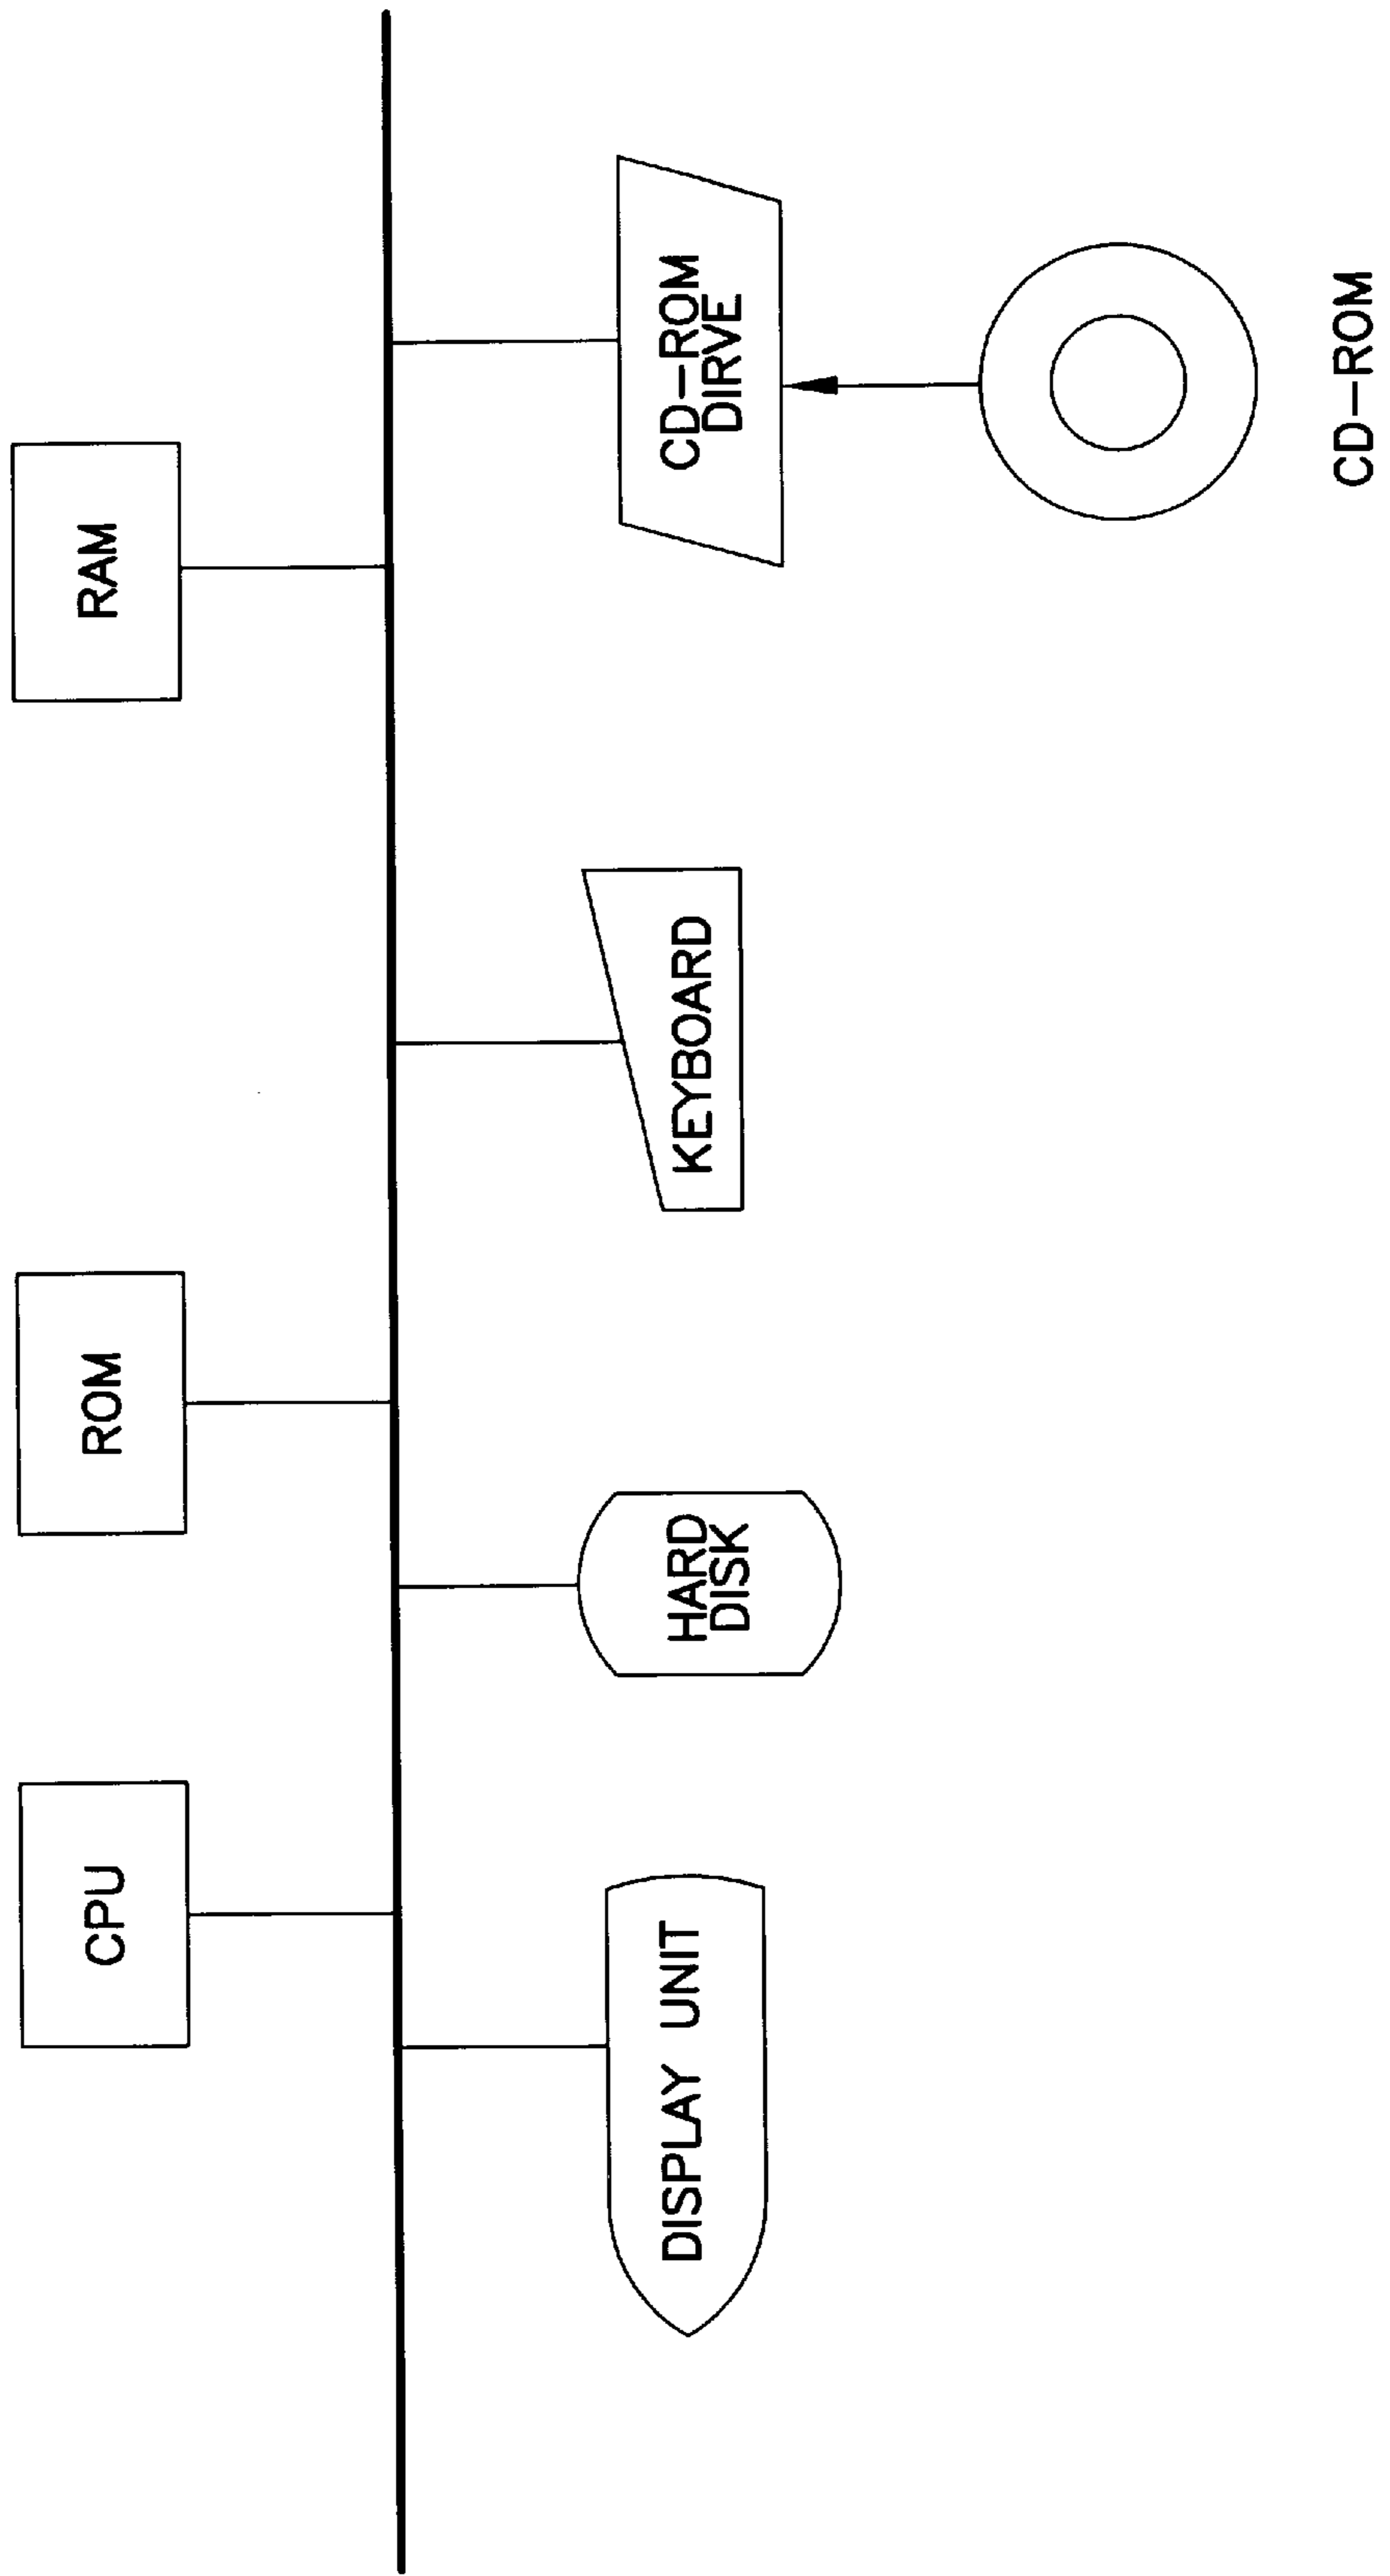 CPU
ROM
RAM
DISPLAY UNIT
HARD
DISK
KEYBOARD
CD-ROM
DIRVE
CD-ROM